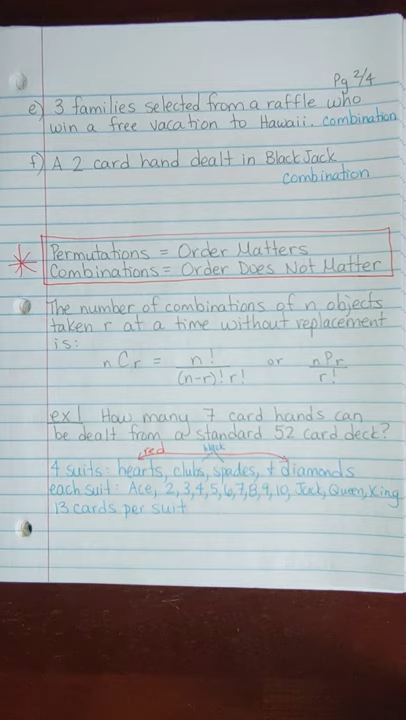 Pg 2/4
e) 3 families selected from a raffle who
win a free vacation to Hawaii. combination
f) A 2 card hand dealt in BlackJack
combination
* Permutations = Order Matters
Combinations = Order Does Not Matter
The number of combinations of n objects
taken r at a time without replacement
is:
nCr = n! / (n-r)! r! or nPr / r!
ex1 How many 7 card hands can
be dealt from a standard 52 card deck?
red black
4 suits: hearts, clubs, spades, + diamonds
each suit: Ace, 2,3,4,5,6,7,8,9,10, Jack, Queen, King
13 cards per suit